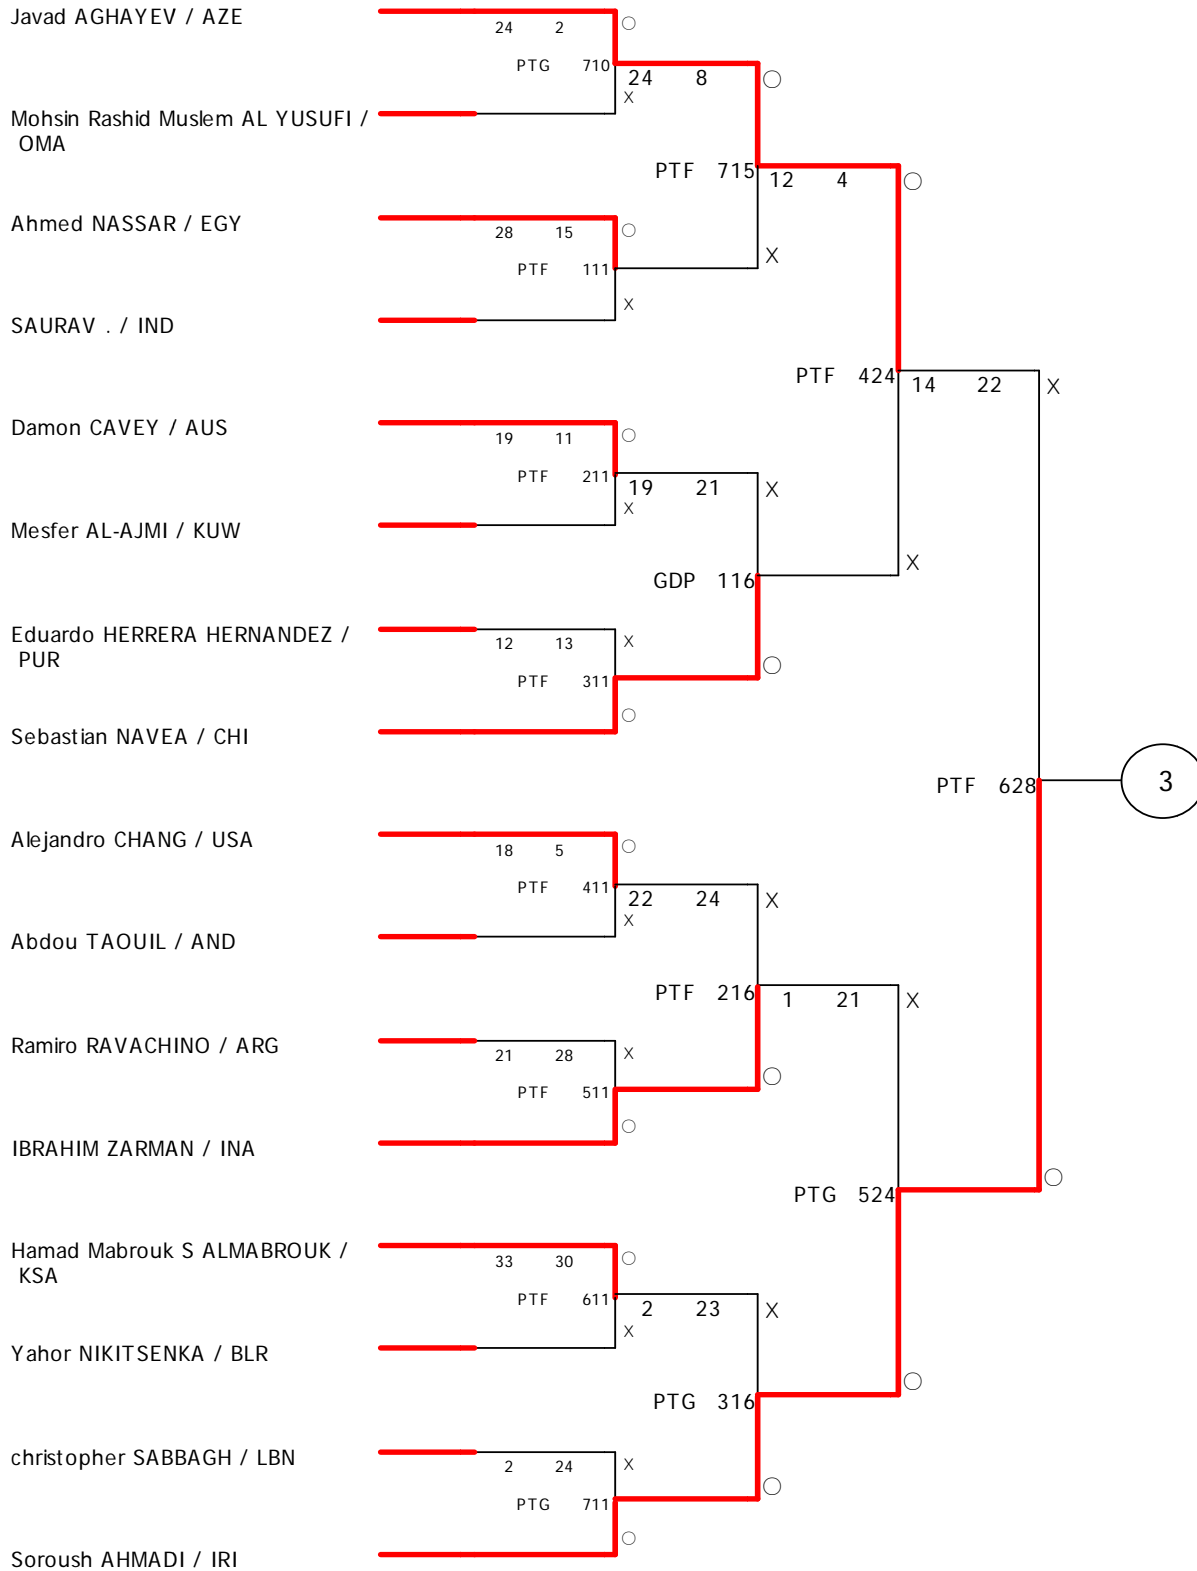 Javad AGHAYEV / AZE
24 2
PTG 710
24 8
X
Mohsin Rashid Muslem AL YUSUFI /
OMA
PTF 715
12 4
Ahmed NASSAR / EGY
28 15
PTF 111
X
X
SAURAV . / IND
PTF 424
14 22
X
Damon CAVEY / AUS
19 11
PTF 211
19 21
X
X
Mesfer AL-AJMI / KUW
X
GDP 116
Eduardo HERRERA HERNANDEZ /
PUR
12 13
X
PTF 311
Sebastian NAVEA / CHI
PTF 628
3
Alejandro CHANG / USA
18 5
PTF 411
22 24
X
X
Abdou TAOUIL / AND
PTF 216
1 21
X
Ramiro RAVACHINO / ARG
21 28
X
PTF 511
IBRAHIM ZARMAN / INA
PTG 524
Hamad Mabrouk S ALMABROUK /
KSA
33 30
PTF 611
2 23
X
X
Yahor NIKITSENKA / BLR
PTG 316
christopher SABBAGH / LBN
2 24
X
PTG 711
Soroush AHMADI / IRI